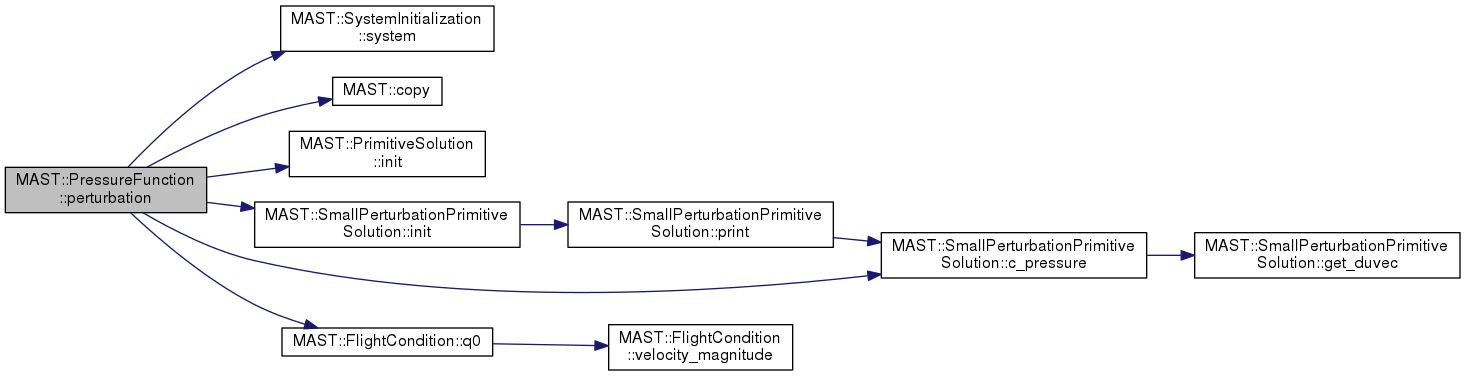 MAST::SystemInitialization
::system
MAST::copy
MAST::PrimitiveSolution
::init
MAST::PressureFunction
::perturbation
MAST::SmallPerturbationPrimitive
Solution::init
MAST::SmallPerturbationPrimitive
Solution::print
MAST::SmallPerturbationPrimitive
Solution::c_pressure
MAST::SmallPerturbationPrimitive
Solution::get_duvec
MAST::FlightCondition::q0
MAST::FlightCondition
::velocity_magnitude